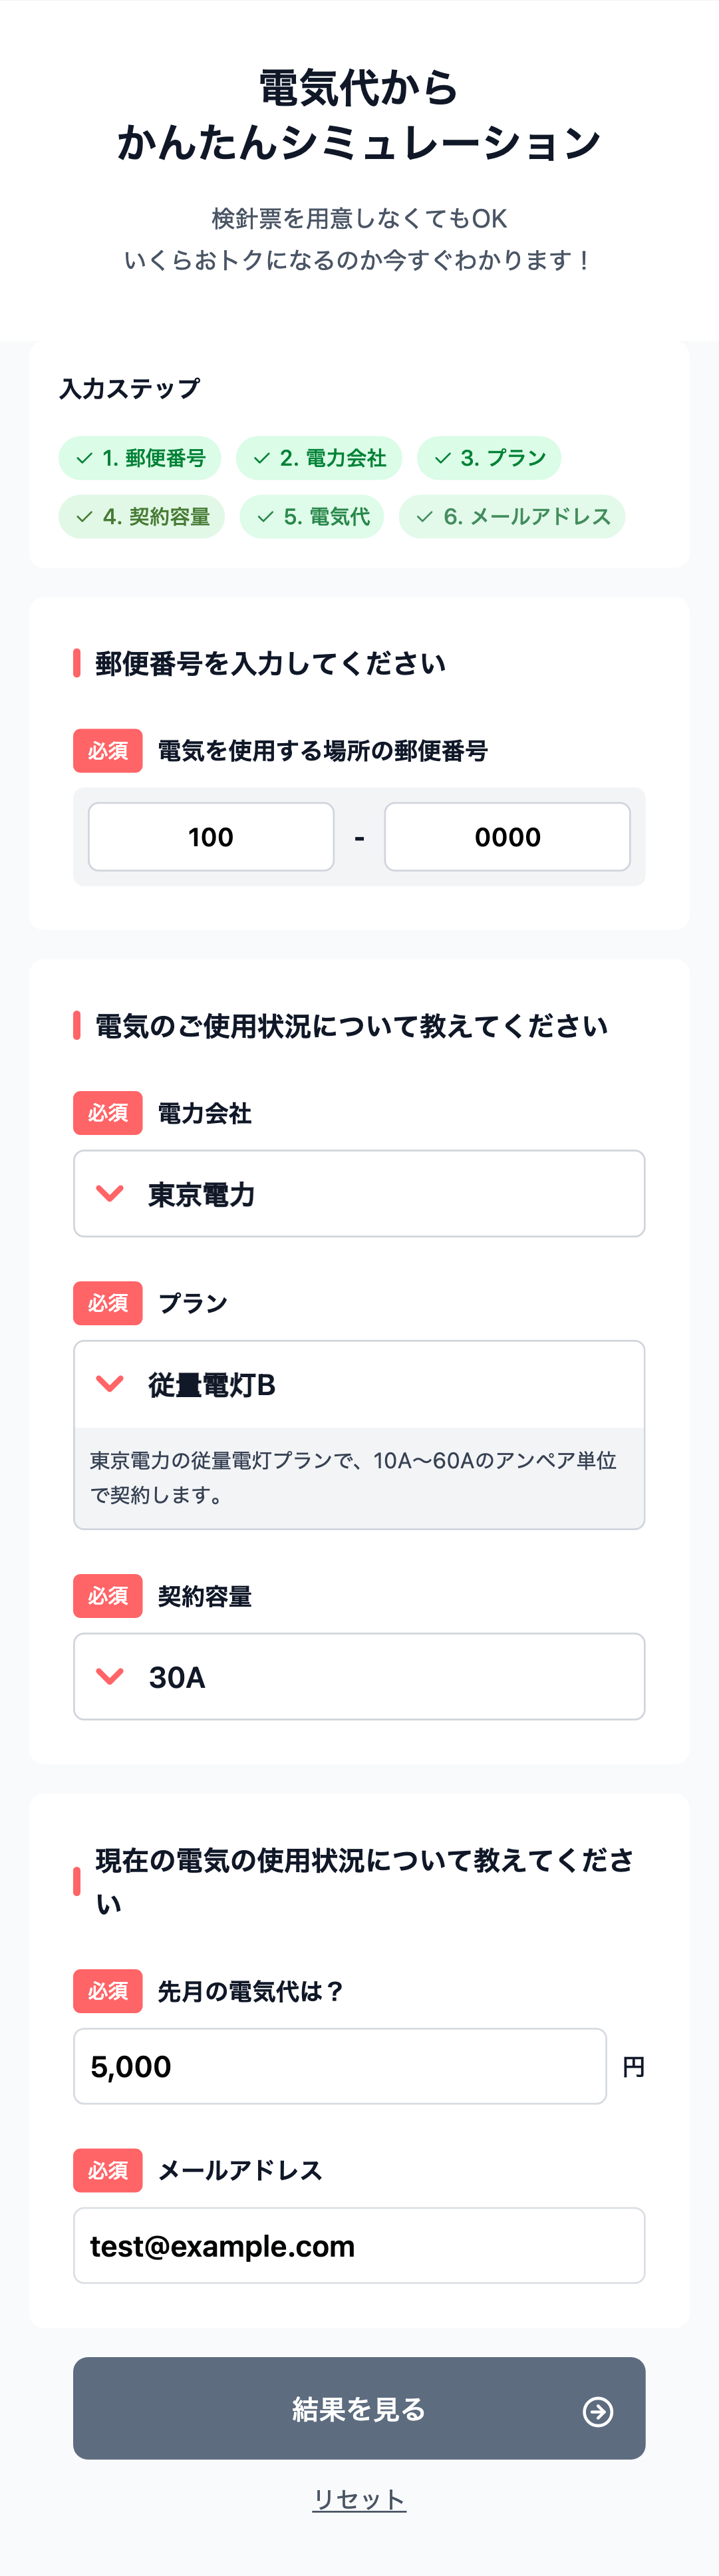 電気代から
かんたんシミュレーション
検針票を用意しなくてもOK
いくらおトクになるのか今すぐわかります！
入力ステップ
1. 郵便番号
2. 電力会社
3. プラン
4. 契約容量
5. 電気代
6. メールアドレス
郵便番号を入力してください
必須 電気を使用する場所の郵便番号
100 - 0000
電気のご使用状況について教えてください
必須 電力会社
東京電力
必須 プラン
従量電灯B
東京電力の従量電灯プランで、10A〜60Aのアンペア単位
で契約します。
必須 契約容量
30A
現在の電気の使用状況について教えてくださ
い
必須 先月の電気代は？
5,000 円
必須 メールアドレス
test@example.com
結果を見る
リセット